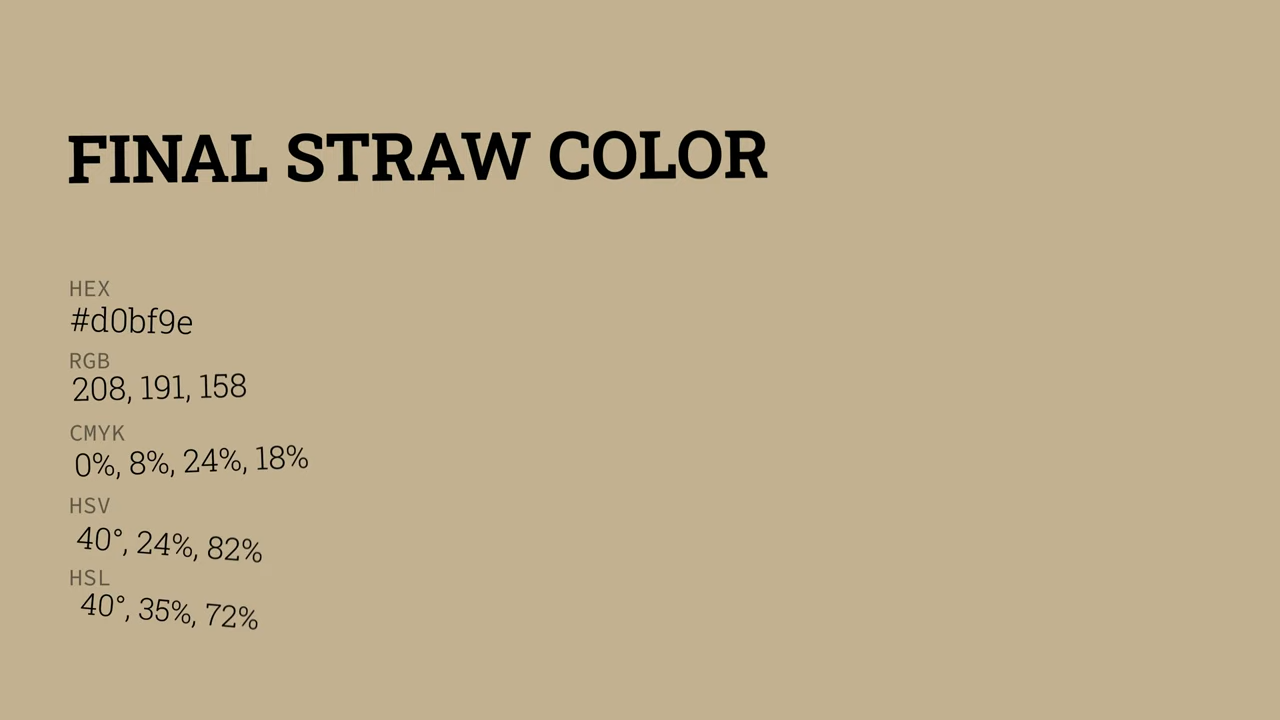 FINAL STRAW COLOR
HEX
#d0bf9e
RGB
208, 191, 158
CMYK
0%, 8%, 24%, 18%
HSV
40°, 24%, 82%
HSL
40°, 35%, 72%